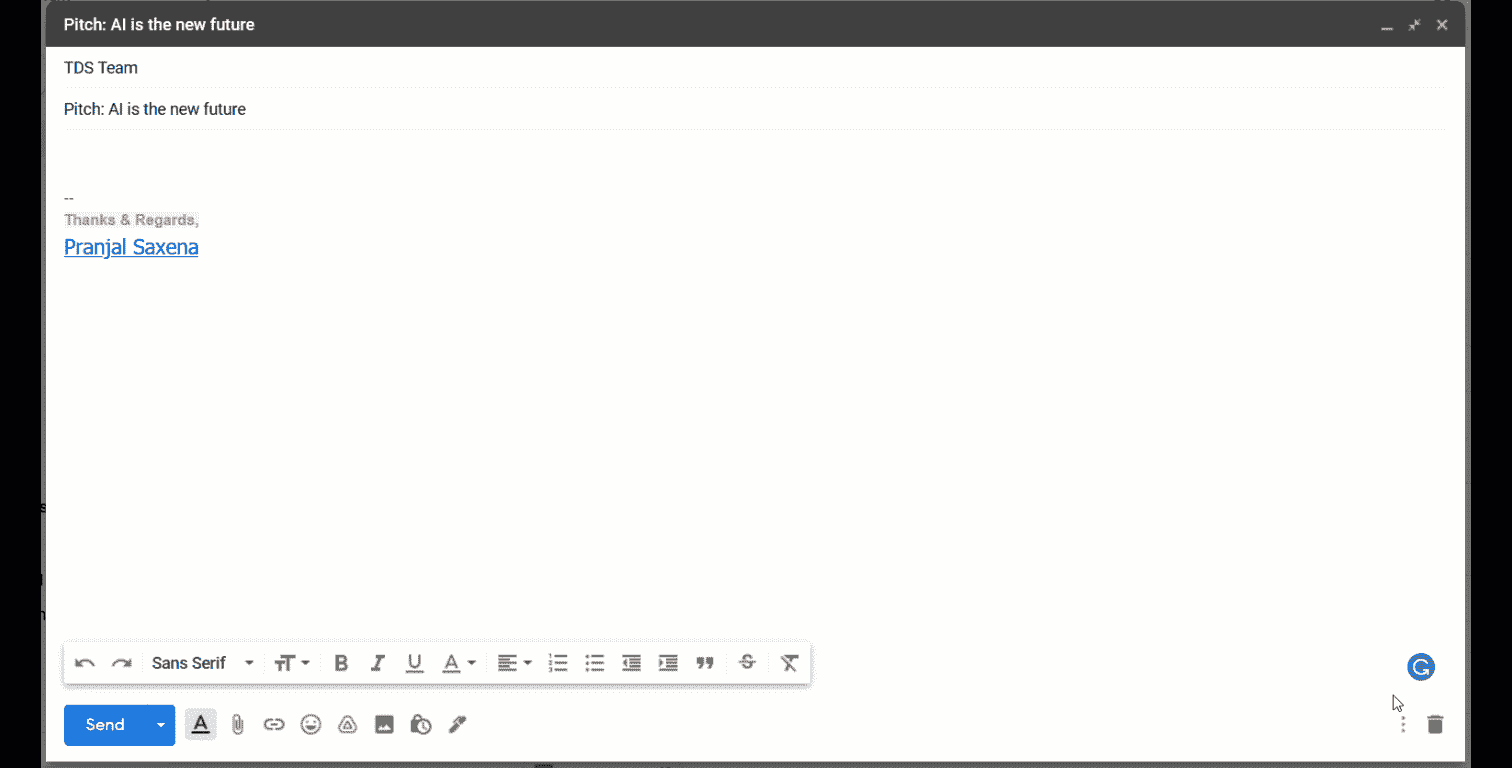 Pitch: AI is the new future
TDS Team
Pitch: AI is the new future
--
Thanks & Regards,
Pranjal Saxena
Sans Serif
Send